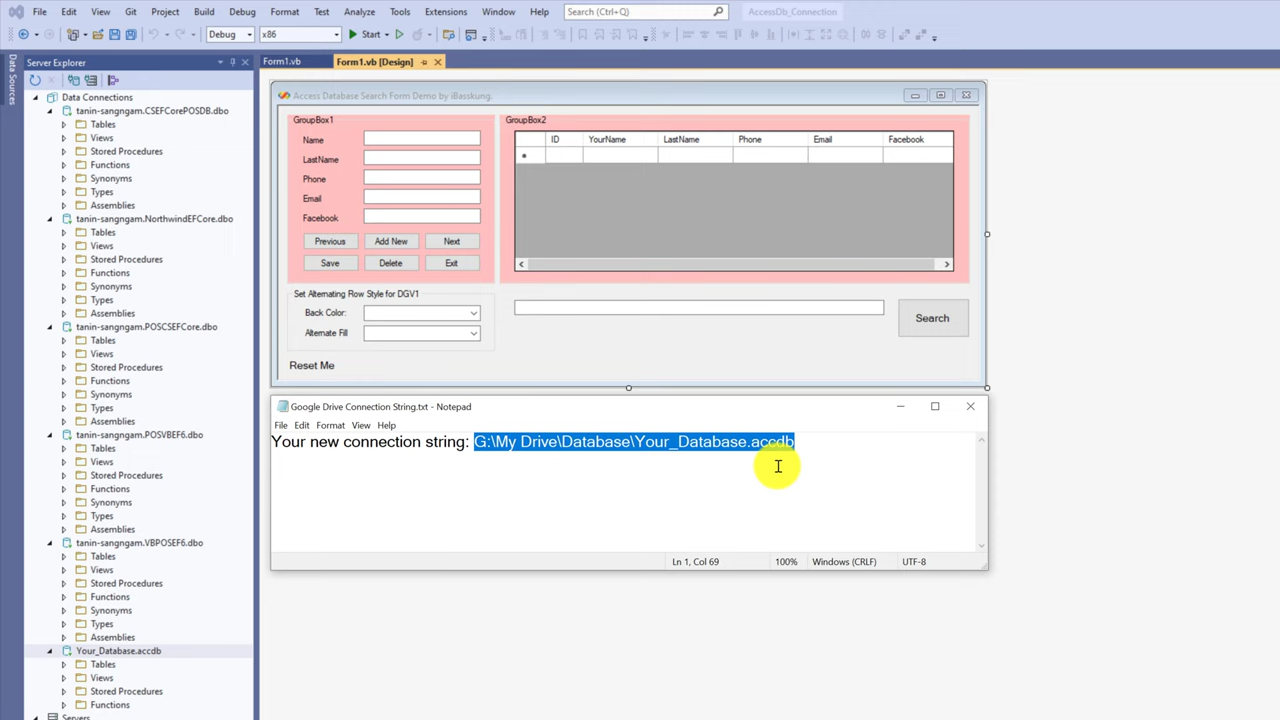 File Edit View Git Project Build Debug Format Test Analyze Tools Extensions Window Help Search (Ctrl+Q) AccessDb_Connection
Debug x86 Start
Data Sources
Server Explorer
Data Connections
tanin-sangngam.CSEFCorePOSDB.dbo
Tables
Views
Stored Procedures
Functions
Synonyms
Types
Assemblies
tanin-sangngam.NorthwindEFCore.dbo
Tables
Views
Stored Procedures
Functions
Synonyms
Types
Assemblies
tanin-sangngam.POSCSEFCore.dbo
Tables
Views
Stored Procedures
Functions
Synonyms
Types
Assemblies
tanin-sangngam.POSVBEF6.dbo
Tables
Views
Stored Procedures
Functions
Synonyms
Types
Assemblies
tanin-sangngam.VBPOSEF6.dbo
Tables
Views
Stored Procedures
Functions
Synonyms
Types
Assemblies
Your_Database.accdb
Tables
Views
Stored Procedures
Functions
Servers
Form1.vb Form1.vb [Design]
Access Database Search Form Demo by iBasskung.
GroupBox1
Name
LastName
Phone
Email
Facebook
Previous Add New Next
Save Delete Exit
GroupBox2
ID YourName LastName Phone Email Facebook
Set Alternating Row Style for DGV1
Back Color:
Alternate Fill
Search
Reset Me
Google Drive Connection String.txt - Notepad
File Edit Format View Help
Your new connection string: G:\My Drive\Database\Your_Database.accdb
Ln 1, Col 69 100% Windows (CRLF) UTF-8